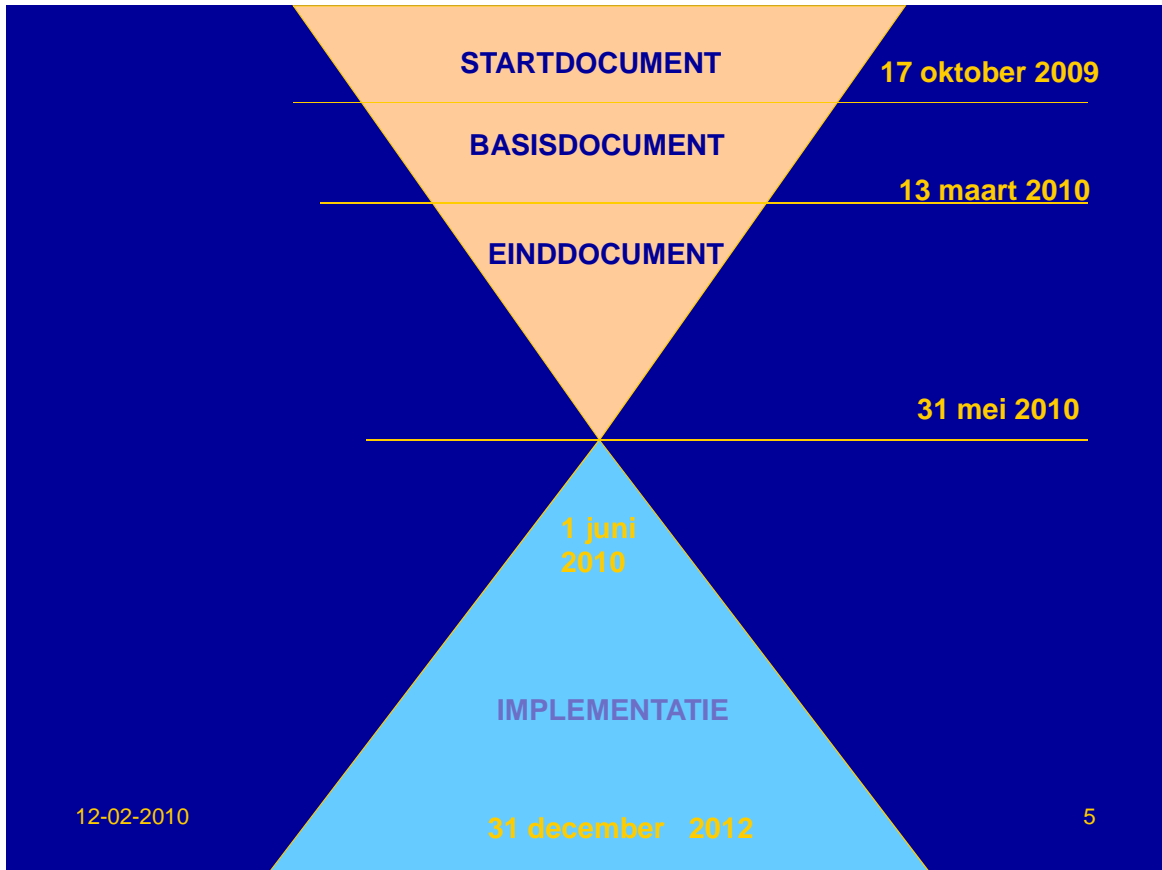 STARTDOCUMENT
17 oktober 2009
BASISDOCUMENT
13 maart 2010
EINDDOCUMENT
31 mei 2010
1 juni
2010
IMPLEMENTATIE
12-02-2010
31 december 2012
5